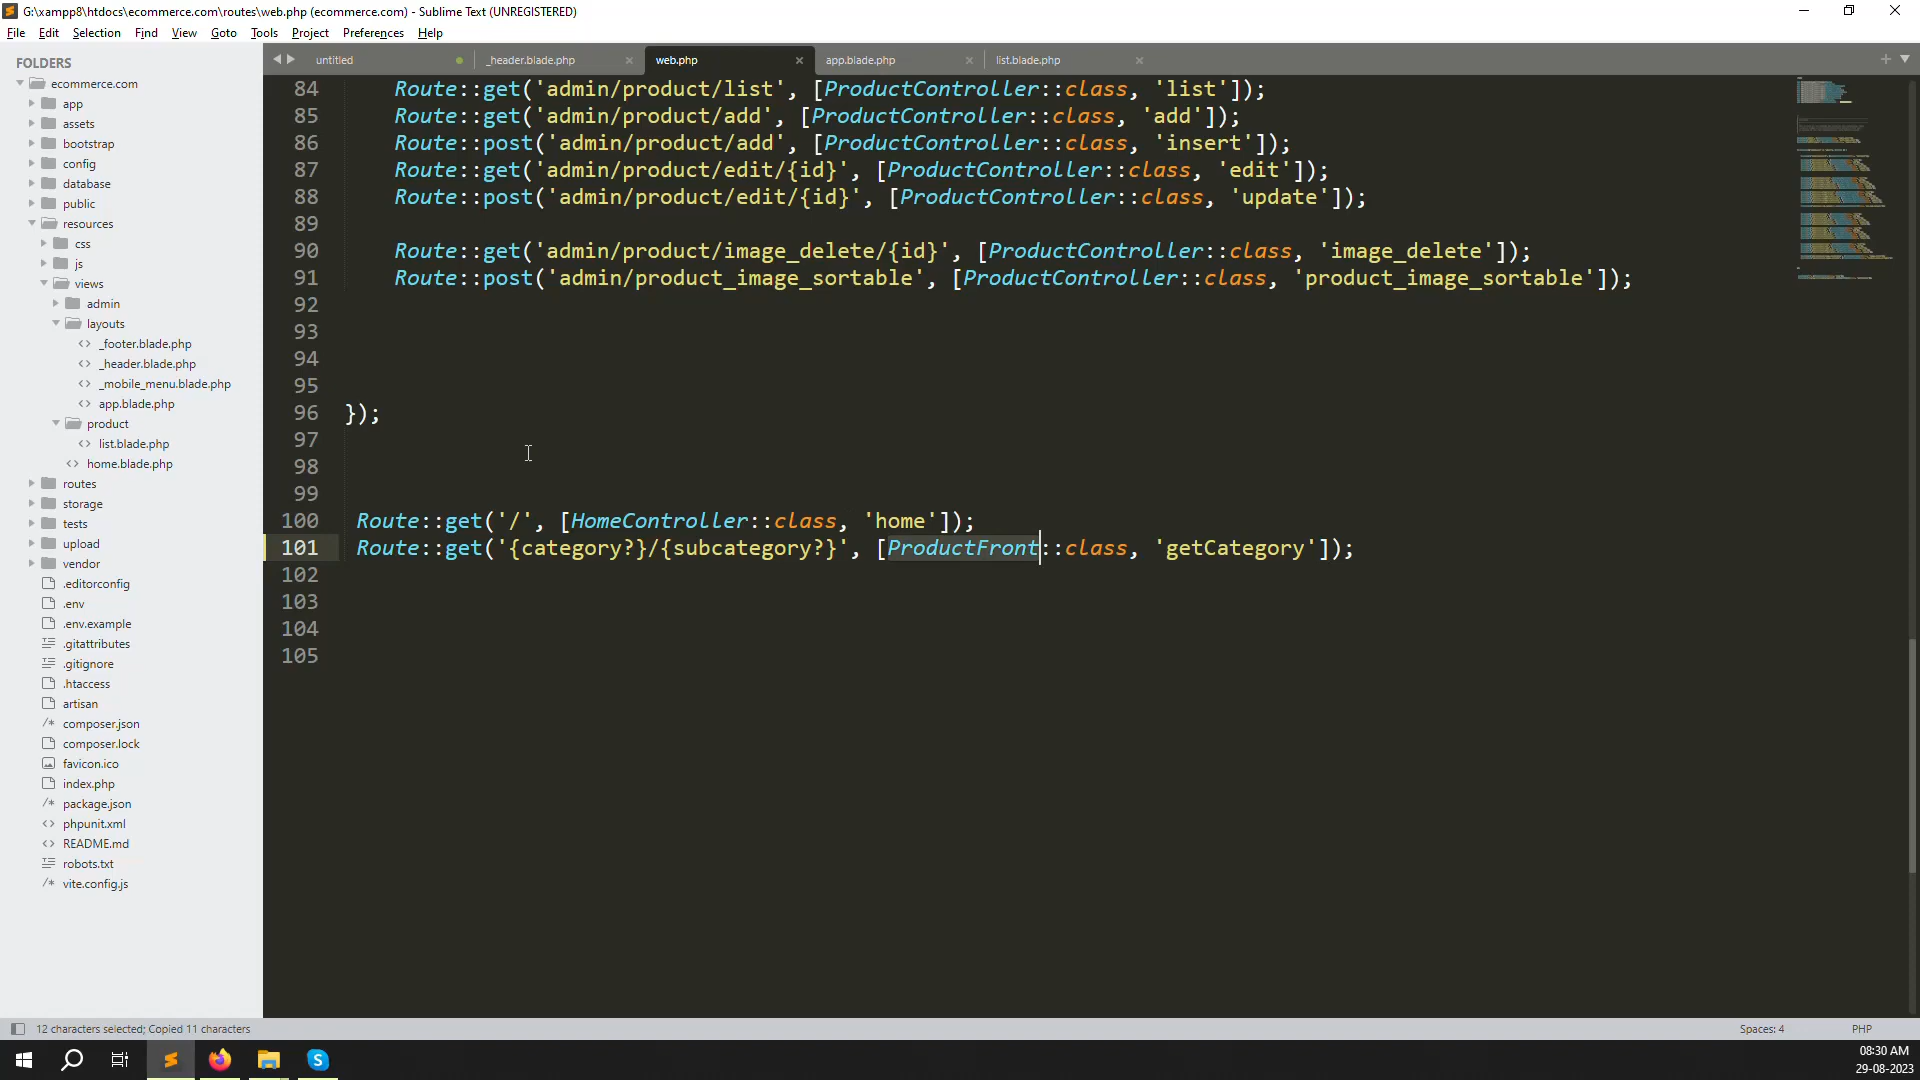 G:\xampp8\htdocs\ecommerce.com\routes\web.php (ecommerce.com) - Sublime Text (UNREGISTERED)
File Edit Selection Find View Goto Tools Project Preferences Help
FOLDERS
ecommerce.com
app
assets
bootstrap
config
database
public
resources
css
js
views
admin
layouts
_footer.blade.php
_header.blade.php
_mobile_menu.blade.php
app.blade.php
product
list.blade.php
home.blade.php
routes
storage
tests
upload
vendor
.editorconfig
.env
.env.example
.gitattributes
.gitignore
.htaccess
artisan
composer.json
composer.lock
favicon.ico
index.php
package.json
phpunit.xml
README.md
robots.txt
vite.config.js
untitled _header.blade.php web.php app.blade.php list.blade.php
84 Route::get('admin/product/list', [ProductController::class, 'list']);
85 Route::get('admin/product/add', [ProductController::class, 'add']);
86 Route::post('admin/product/add', [ProductController::class, 'insert']);
87 Route::get('admin/product/edit/{id}', [ProductController::class, 'edit']);
88 Route::post('admin/product/edit/{id}', [ProductController::class, 'update']);
89
90 Route::get('admin/product/image_delete/{id}', [ProductController::class, 'image_delete']);
91 Route::post('admin/product_image_sortable', [ProductController::class, 'product_image_sortable']);
92
93
94
95
96 });
97
98
99
100 Route::get('/', [HomeController::class, 'home']);
101 Route::get('{category?}/{subcategory?}', [ProductFront::class, 'getCategory']);
102
103
104
105
12 characters selected; Copied 11 characters
Spaces: 4 PHP
08:30 AM
29-08-2023